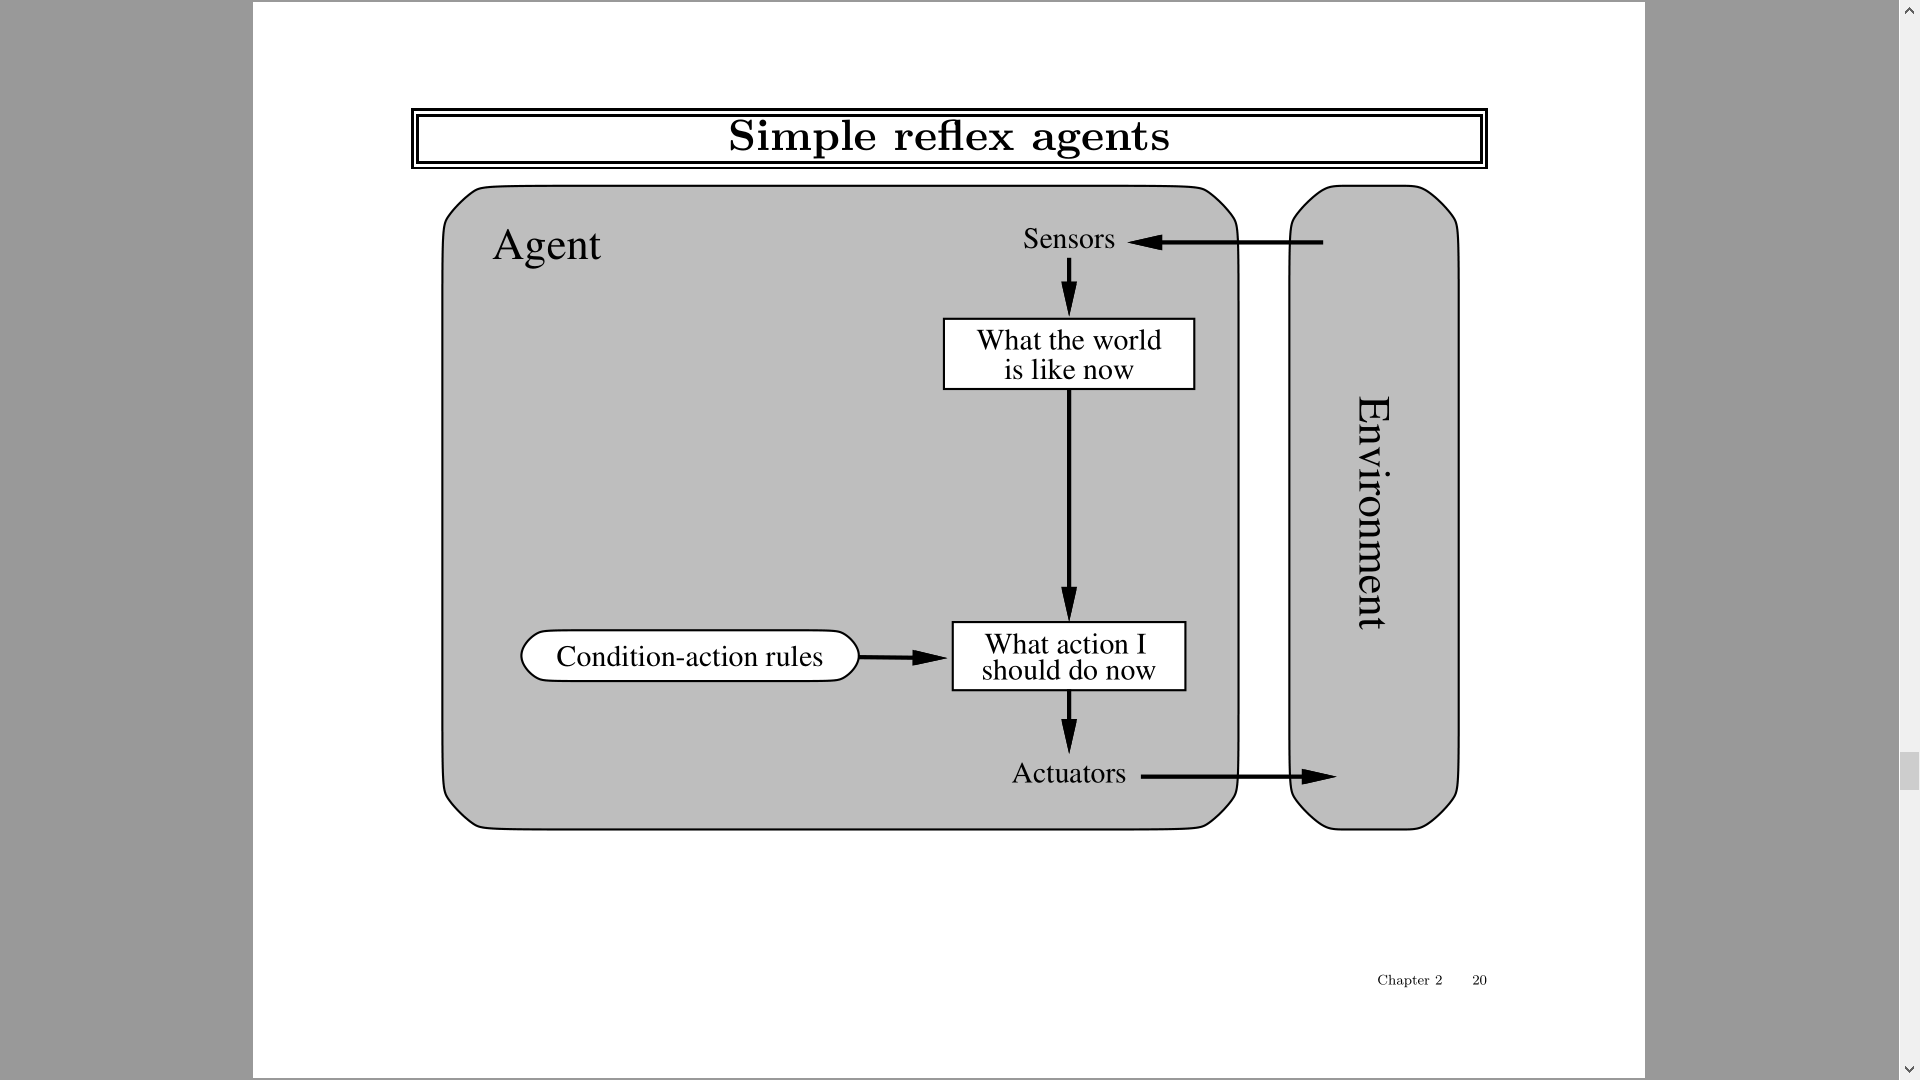 Simple reflex agents
Agent
Sensors
What the world
is like now
Environment
Condition-action rules
What action I
should do now
Actuators
Chapter 2 20